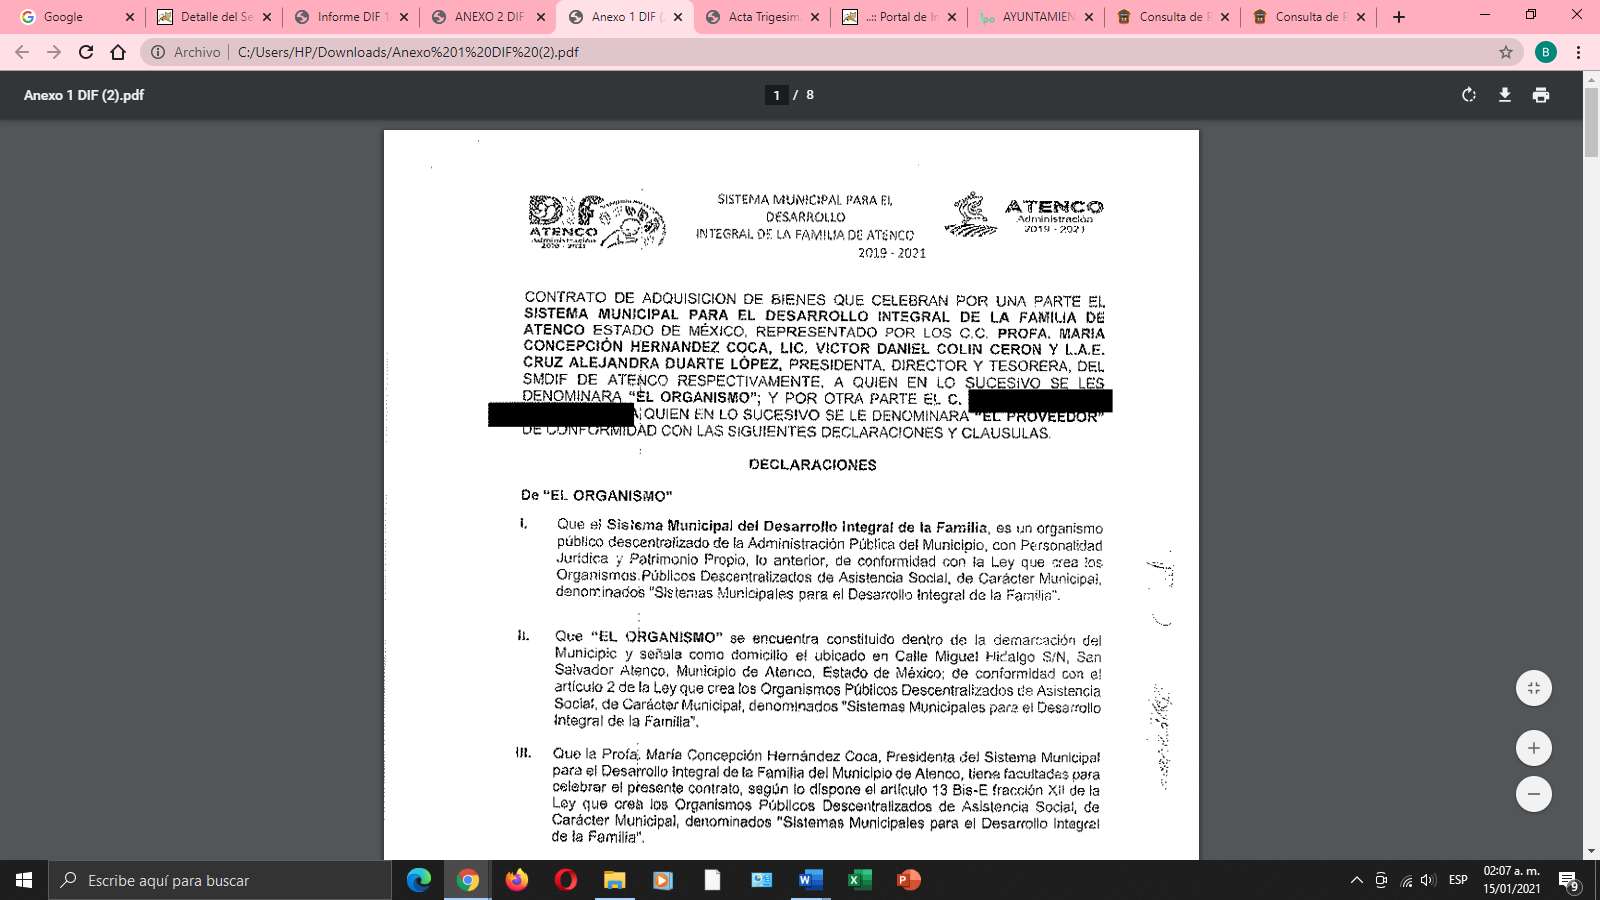 Google
Detalle del Se
Informe DIF 1
ANEXO 2 DIF
Anexo 1 DIF (
Acta Trigesim
..:: Portal de In
ipo AYUNTAMIEN
Consulta de P
Consulta de P
Archivo | C:/Users/HP/Downloads/Anexo%201%20DIF%20(2).pdf
B
Anexo 1 DIF (2).pdf
1 / 8
DIF
ATENCO
Administración
2019 - 2021
SISTEMA MUNICIPAL PARA EL
DESARROLLO
INTEGRAL DE LA FAMILIA DE ATENCO
2019 - 2021
ATENCO
Administración
2019 - 2021
CONTRATO DE ADQUISICION DE BIENES QUE CELEBRAN POR UNA PARTE EL
SISTEMA MUNICIPAL PARA EL DESARROLLO INTEGRAL DE LA FAMILIA DE
ATENCO ESTADO DE MÉXICO, REPRESENTADO POR LOS C.C. PROFA. MARIA
CONCEPCIÓN HERNANDEZ COCA, LIC. VICTOR DANIEL COLIN CERON Y L.A.E.
CRUZ ALEJANDRA DUARTE LÓPEZ, PRESIDENTA, DIRECTOR Y TESORERA, DEL
SMDIF DE ATENCO RESPECTIVAMENTE, A QUIEN EN LO SUCESIVO SE LES
DENOMINARA "EL ORGANISMO"; Y POR OTRA PARTE EL C.
A QUIEN EN LO SUCESIVO SE LE DENOMINARA "EL PROVEEDOR"
DE CONFORMIDAD CON LAS SIGUIENTES DECLARACIONES Y CLAUSULAS.
DECLARACIONES
De "EL ORGANISMO"
I. Que el Sistema Municipal del Desarrollo Integral de la Familia, es un organismo
público descentralizado de la Administración Pública del Municipio, con Personalidad
Jurídica y Patrimonio Propio, lo anterior, de conformidad con la Ley que crea los
Organismos Públicos Descentralizados de Asistencia Social, de Carácter Municipal,
denominados "Sistemas Municipales para el Desarrollo Integral de la Familia".
II. Que "EL ORGANISMO" se encuentra constituido dentro de la demarcación del
Municipio y señala como domicilio el ubicado en Calle Miguel Hidalgo S/N, San
Salvador Atenco, Municipio de Atenco, Estado de México; de conformidad con el
artículo 2 de la Ley que crea los Organismos Públicos Descentralizados de Asistencia
Social, de Carácter Municipal, denominados "Sistemas Municipales para el Desarrollo
Integral de la Familia".
III. Que la Profa. María Concepción Hernández Coca, Presidenta del Sistema Municipal
para el Desarrollo Integral de la Familia del Municipio de Atenco, tiene facultades para
celebrar el presente contrato, según lo dispone el artículo 13 Bis-E fracción XII de la
Ley que crea los Organismos Públicos Descentralizados de Asistencia Social, de
Carácter Municipal, denominados "Sistemas Municipales para el Desarrollo Integral
de la Familia".
Escribe aquí para buscar
ESP
02:07 a. m.
15/01/2021
9